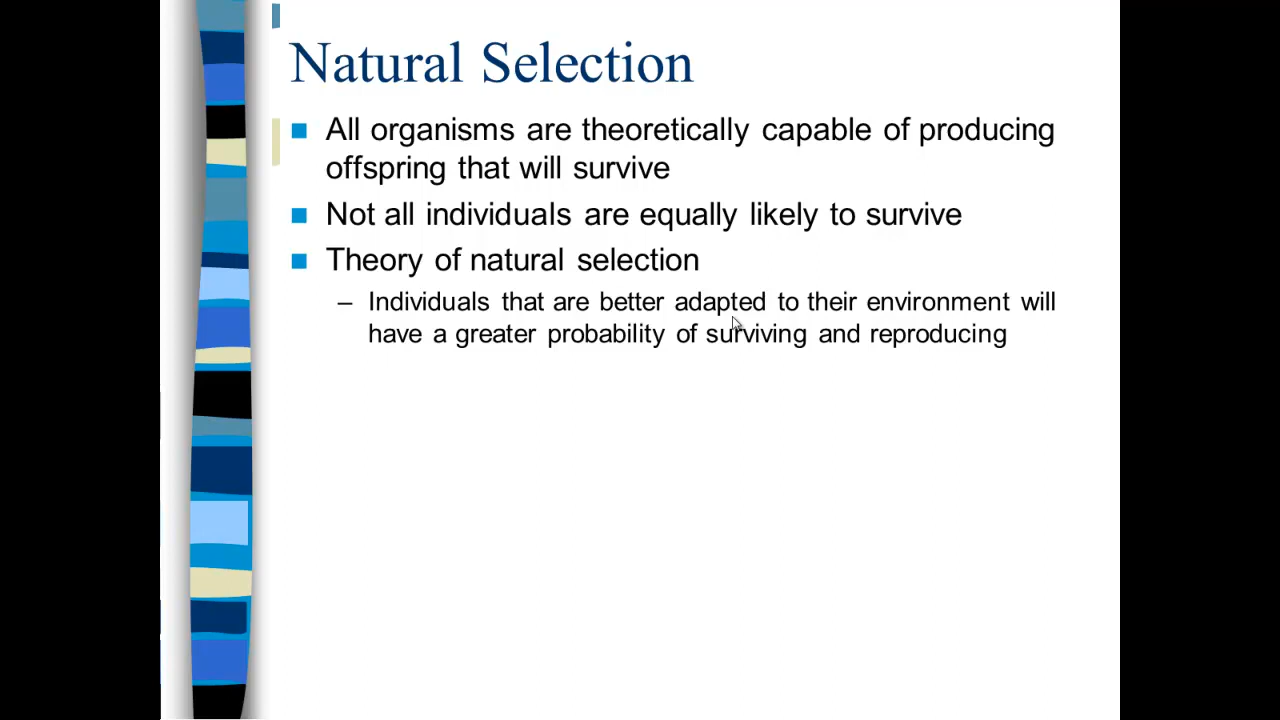 Natural Selection
All organisms are theoretically capable of producing
offspring that will survive
Not all individuals are equally likely to survive
Theory of natural selection
– Individuals that are better adapted to their environment will
have a greater probability of surviving and reproducing